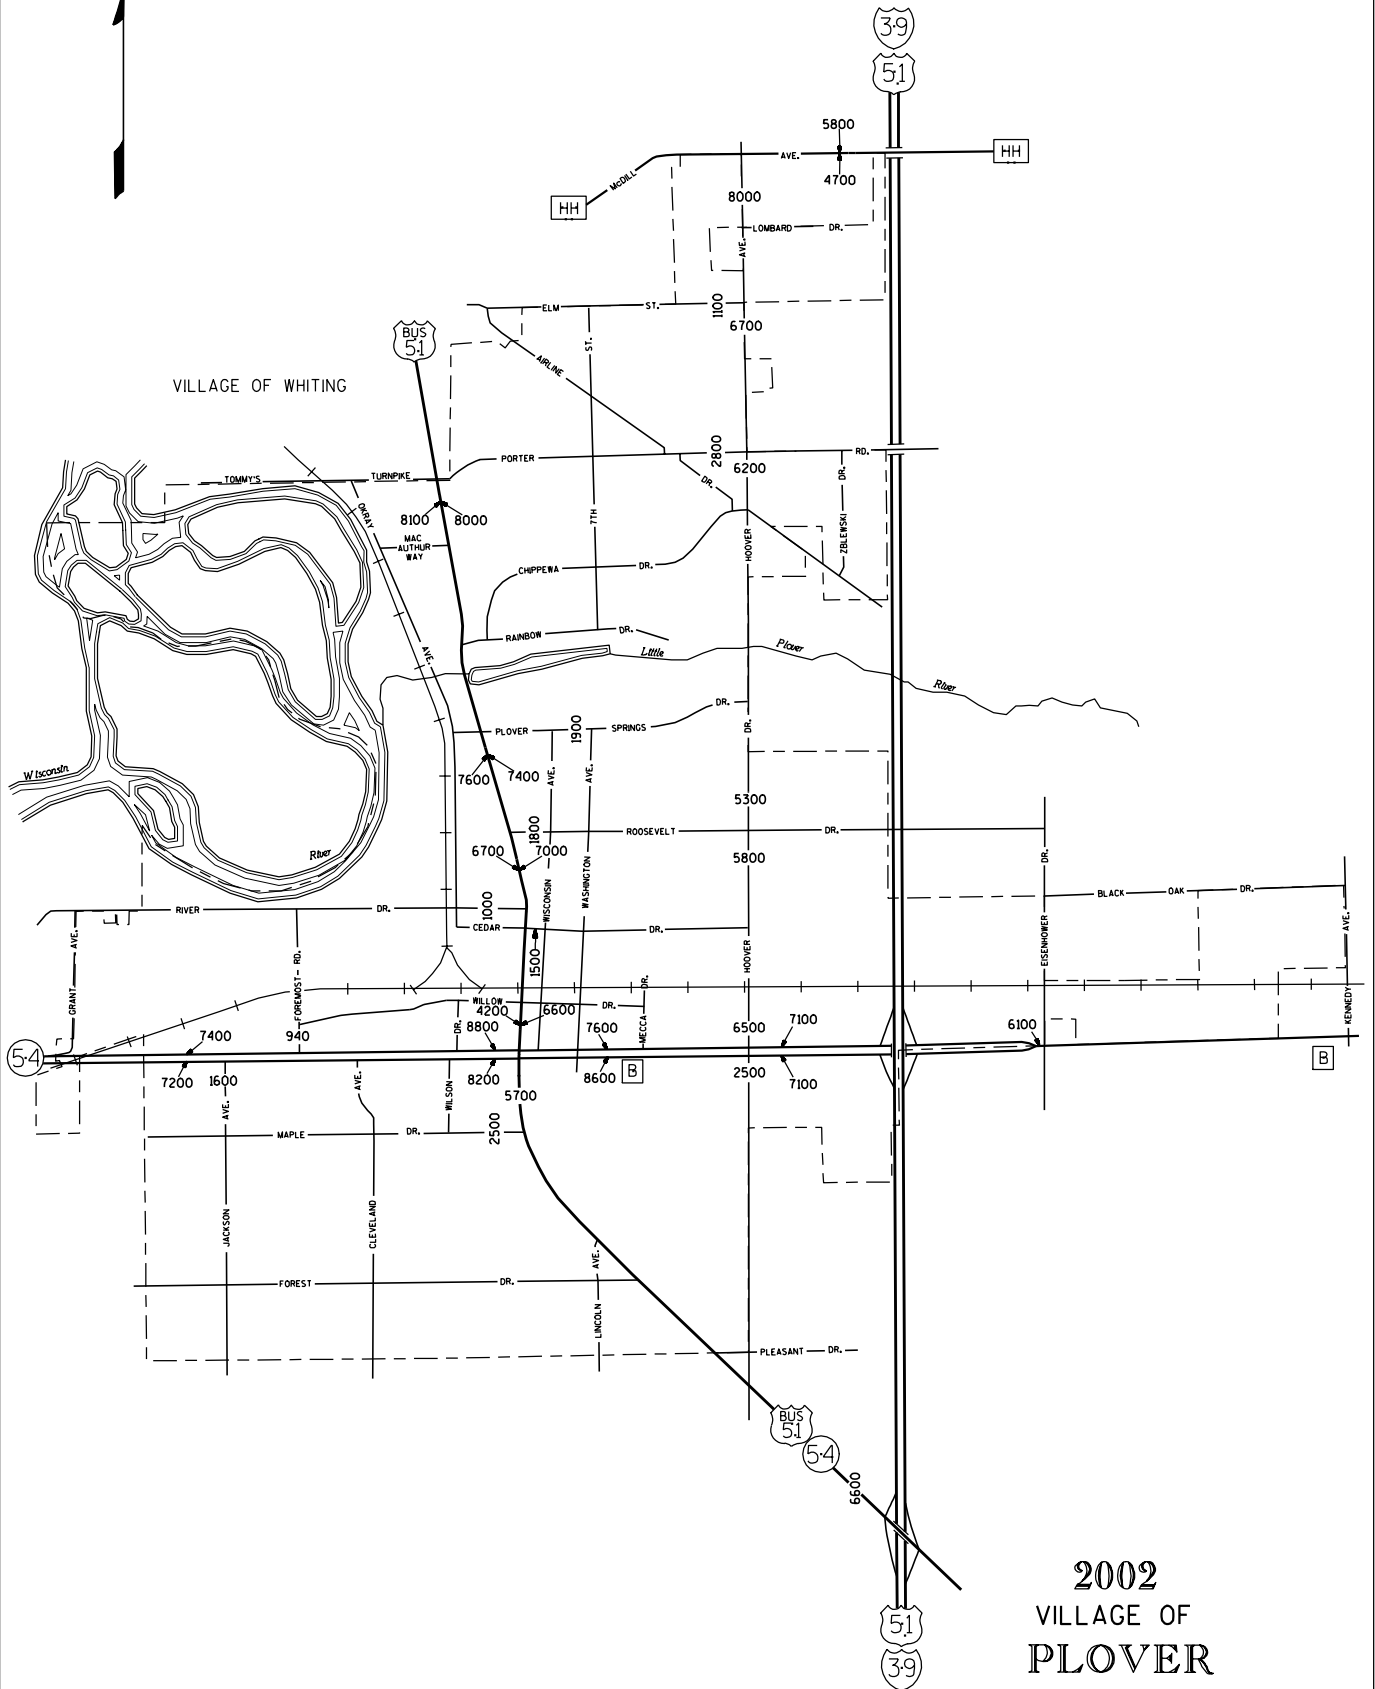 39
51
5800
HH
AVE.
McDILL
4700
HH
8000
LOMBARD DR.
AVE.
ELM ST.
1100
6700
BUS
51
ST.
AIRLINE
VILLAGE OF WHITING
2800
PORTER RD.
6200
TOMMY'S TURNPIKE
DR.
DR.
OKRAY
8100 8000
7TH
ZBLEWSKI
HOOVER
MAC
AUTHUR
WAY
CHIPPEWA DR.
RAINBOW DR.
Little Plover River
AVE.
DR.
PLOVER 1900 SPRINGS
DR.
Wisconsin
7600 7400
AVE.
AVE.
5300
1800
ROOSEVELT DR.
6700 7000
5800
River
DR.
WASHINGTON
WISCONSIN
BLACK OAK DR.
RIVER DR.
1000
CEDAR DR.
AVE.
EISENHOWER
AVE.
1500
HOOVER
FOREMOST RD.
GRANT
DR.
KENNEDY
WILLOW DR.
4200 6600
MECCA
7400
940
DR.
8800
7600
6500
7100
6100
54
7200
1600
8200
8600
B
2500
7100
B
AVE.
AVE.
WILSON
5700
MAPLE DR.
2500
JACKSON
CLEVELAND
AVE.
FOREST DR.
LINCOLN
PLEASANT DR.
BUS
51
54
6600
51
39
2002
VILLAGE OF
PLOVER